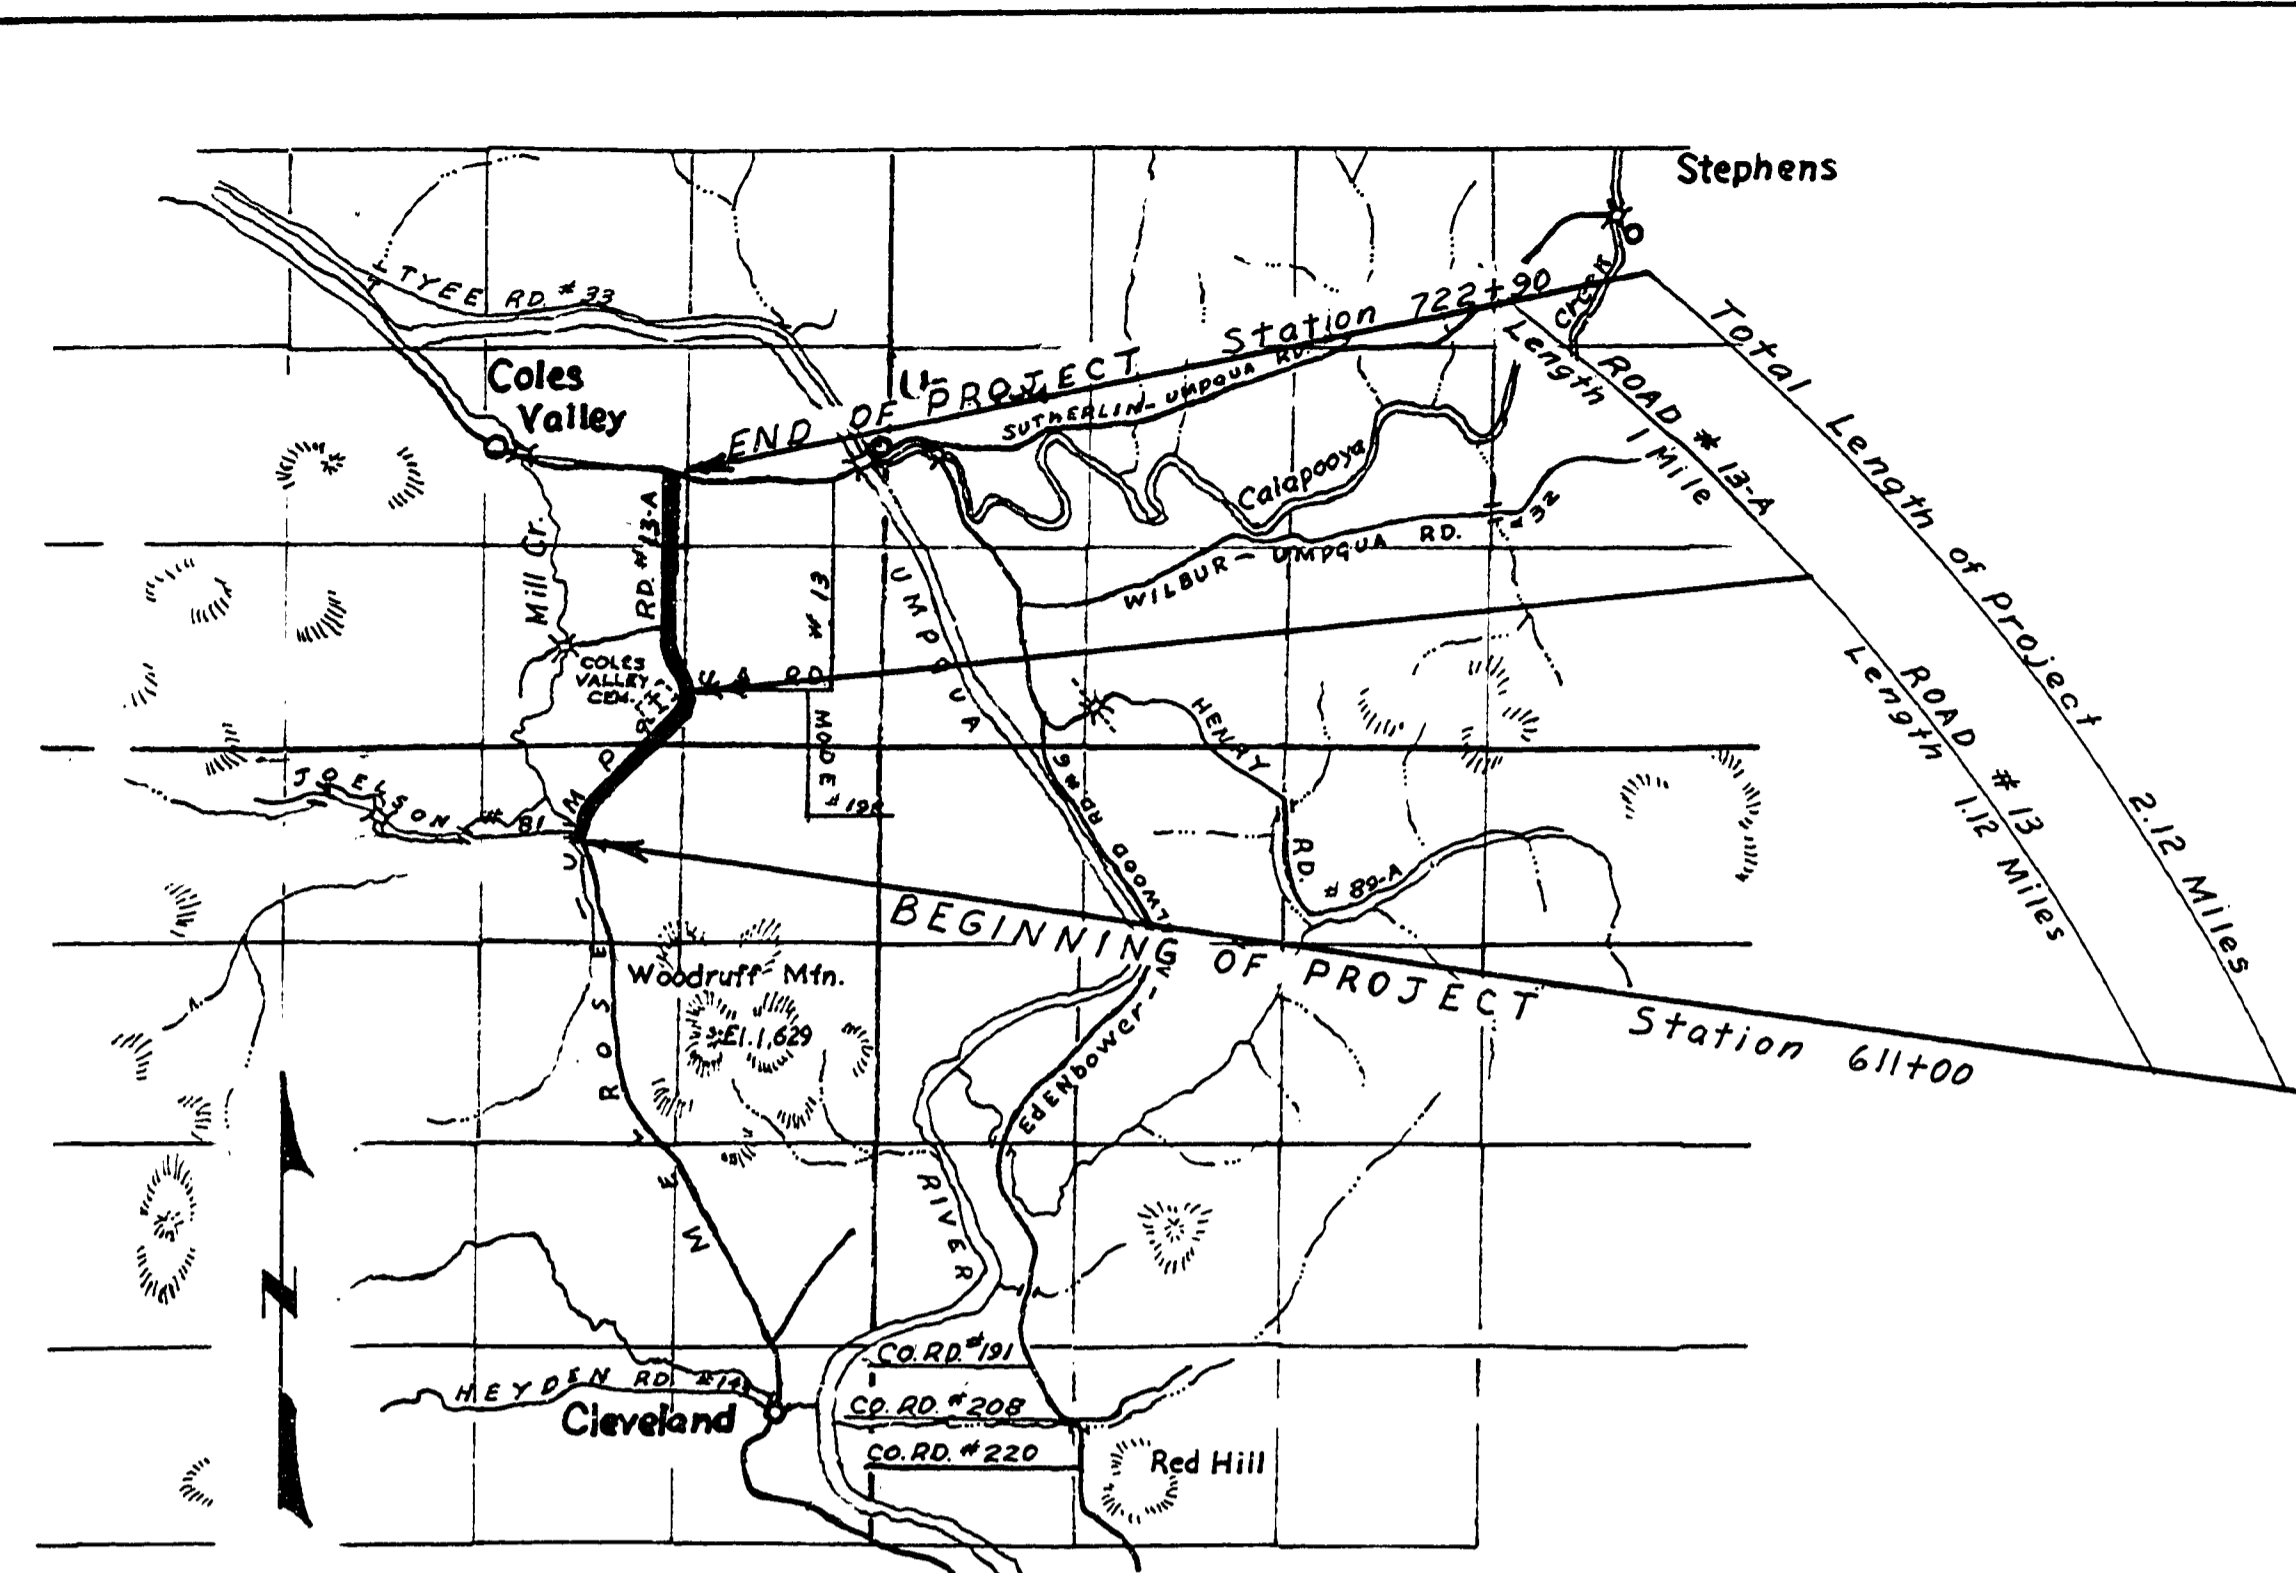 Stephens
TYEE RD. # 33
Station 722+90
CREEK
Coles
Valley
END OF PROJECT
SUTHERLIN-UMPQUA RD.
Total Length of Project 2.12 Miles
ROAD # 13-A
Length 1 Mile
Calapooya
RD. # 13-A
Mill Cr.
# 13
UMPQUA
WILBUR-UMPQUA RD.
COLES
VALLEY
CEM.
RD.
HENRY RD. # 89-A
ROAD # 13
Length 1.12 Miles
MODE
RD # 6
JOELSON # 81
UMPQUA
BEGINNING OF PROJECT
Station 611+00
Woodruff Mtn.
El. 1,629
MELROSE
Edenbower-
RIVER
N
CO. RD. # 191
HEYDEN RD. #14
CO. RD. # 208
Cleveland
CO. RD. # 220
Red Hill